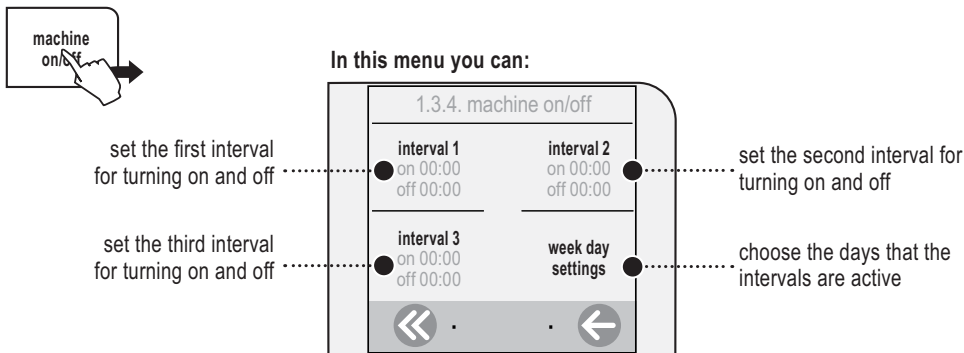 machine
on/off
In this menu you can:
1.3.4. machine on/off
set the first interval
for turning on and off
interval 1
on 00:00
off 00:00
interval 2
on 00:00
off 00:00
set the second interval for
turning on and off
set the third interval
for turning on and off
interval 3
on 00:00
off 00:00
week day
settings
choose the days that the
intervals are active